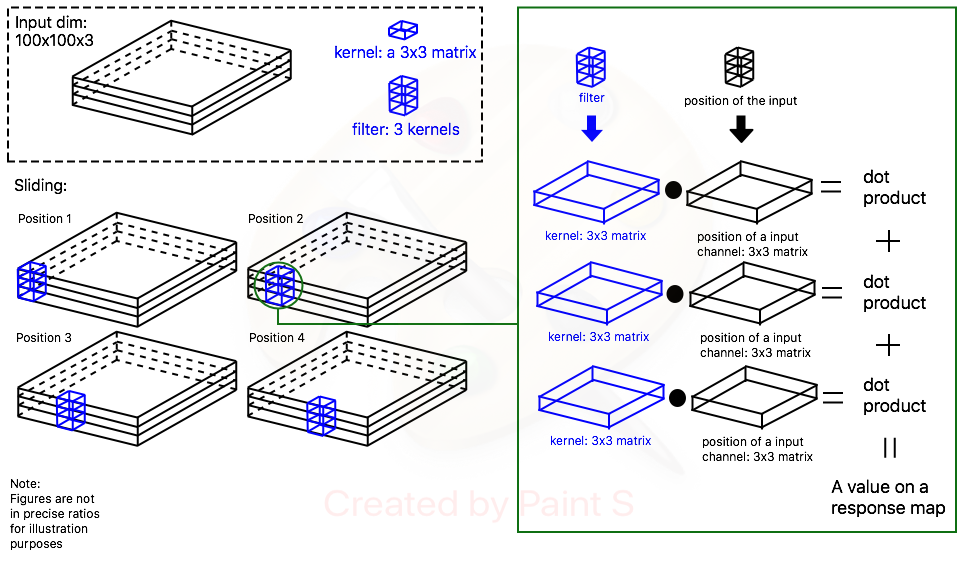 Input dim:
100x100x3
kernel: a 3x3 matrix
filter: 3 kernels
Sliding:
Position 1
Position 2
Position 3
Position 4
Note:
Figures are not
in precise ratios
for illustration
purposes
filter
position of the input
kernel: 3x3 matrix
position of a input
channel: 3x3 matrix
=
dot
product
+
kernel: 3x3 matrix
position of a input
channel: 3x3 matrix
=
dot
product
+
kernel: 3x3 matrix
position of a input
channel: 3x3 matrix
=
dot
product
=
A value on a
response map
Created by Paint S